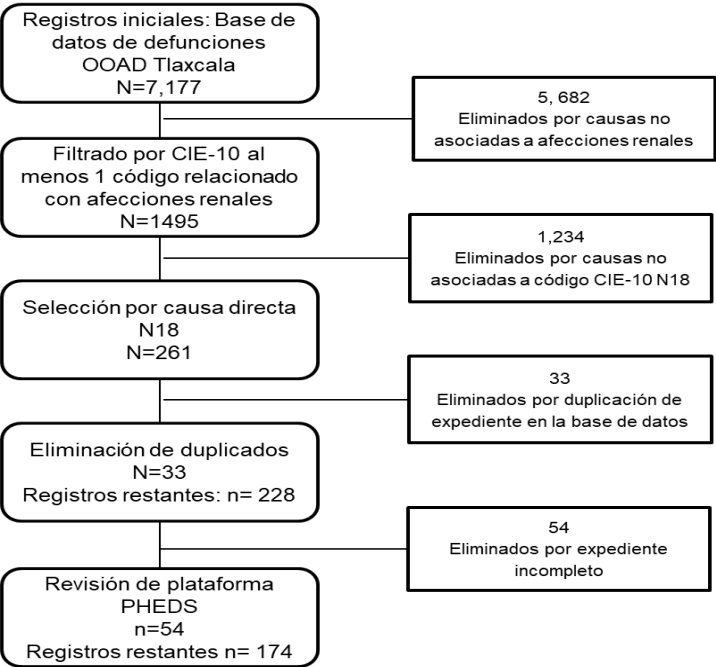 Registros iniciales: Base de
datos de defunciones
OOAD Tlaxcala
N=7,177
5, 682
Eliminados por causas no
asociadas a afecciones renales
Filtrado por CIE-10 al
menos 1 código relacionado
con afecciones renales
N=1495
1,234
Eliminados por causas no
asociadas a código CIE-10 N18
Selección por causa directa
N18
N=261
33
Eliminados por duplicación de
expediente en la base de datos
Eliminación de duplicados
N=33
Registros restantes: n= 228
54
Eliminados por expediente
incompleto
Revisión de plataforma
PHEDS
n=54
Registros restantes n= 174